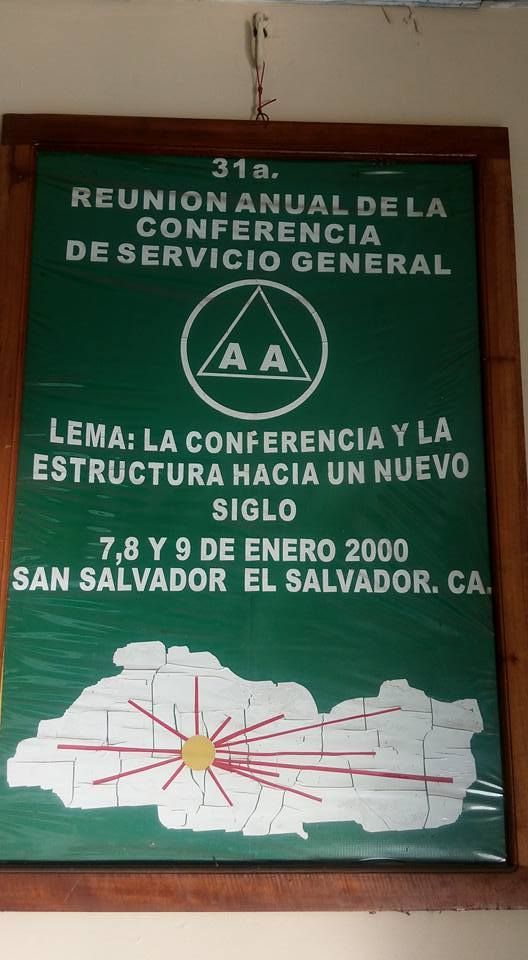 31a.
REUNION ANUAL DE LA
CONFERENCIA
DE SERVICIO GENERAL
A A
LEMA: LA CONFERENCIA Y LA
ESTRUCTURA HACIA UN NUEVO
SIGLO
7,8 Y 9 DE ENERO 2000
SAN SALVADOR EL SALVADOR. CA.